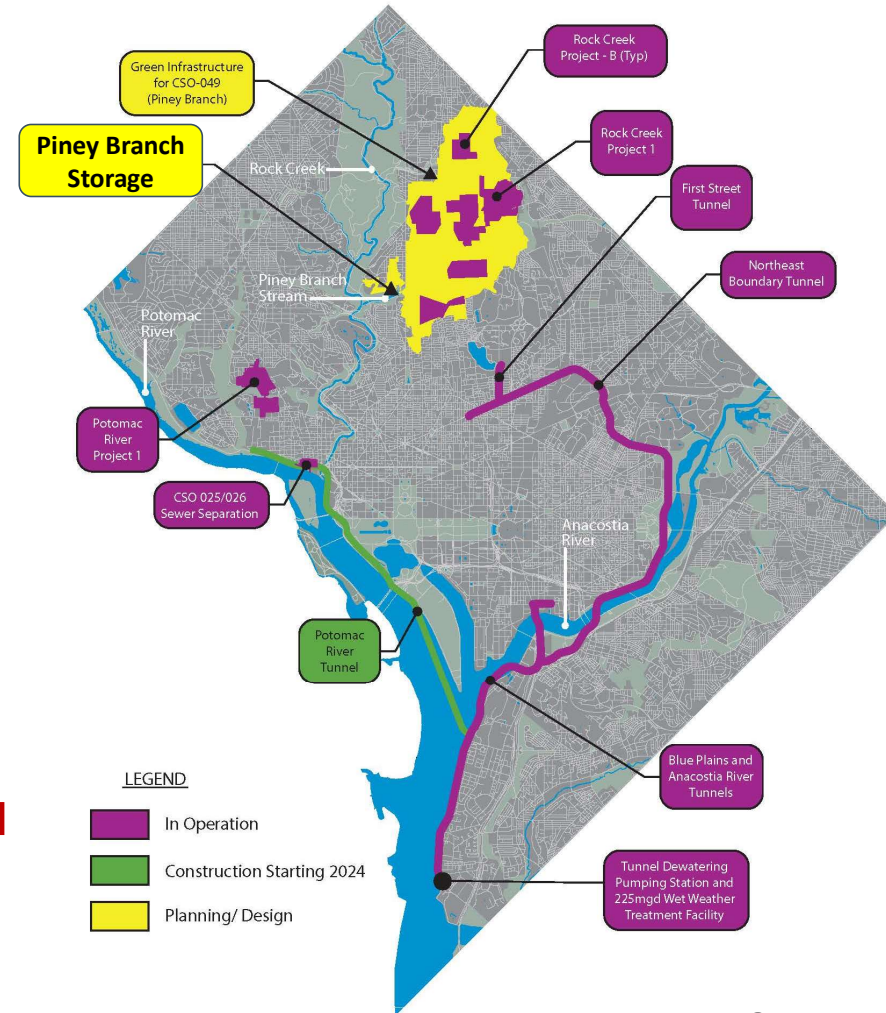 Green Infrastructure
for CSO-049
(Piney Branch)
Rock Creek
Project - B (Typ)
Piney Branch
Storage
Rock Creek
Rock Creek
Project 1
First Street
Tunnel
Northeast
Boundary Tunnel
Piney Branch
Stream
Potomac
River
Potomac
River
Project 1
CSO 025/026
Sewer Separation
Anacostia
River
Potomac
River
Tunnel
Blue Plains and
Anacostia River
Tunnels
Tunnel Dewatering
Pumping Station and
225mgd Wet Weather
Treatment Facility
LEGEND
In Operation
Construction Starting 2024
Planning/ Design